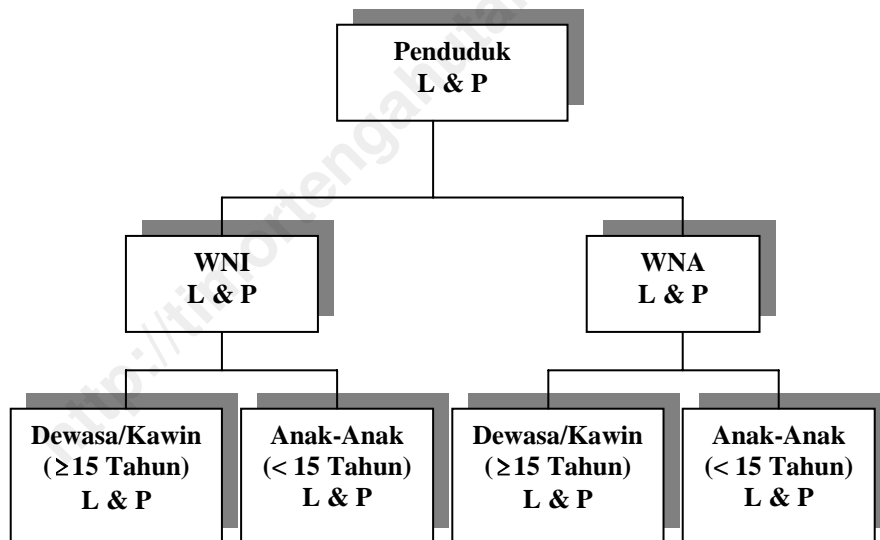 Penduduk
L & P
WNI
L & P
WNA
L & P
Dewasa/Kawin
(≥15 Tahun)
L & P
Anak-Anak
(< 15 Tahun)
L & P
Dewasa/Kawin
(≥15 Tahun)
L & P
Anak-Anak
(< 15 Tahun)
L & P